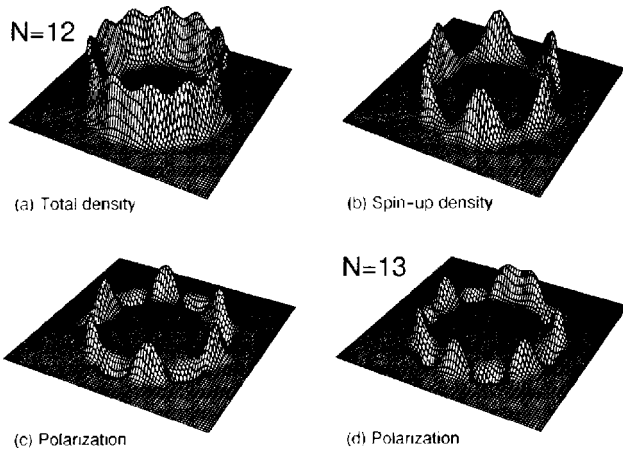 N=12
(a) Total density
(b) Spin-up density
N=13
(c) Polarization
(d) Polarization